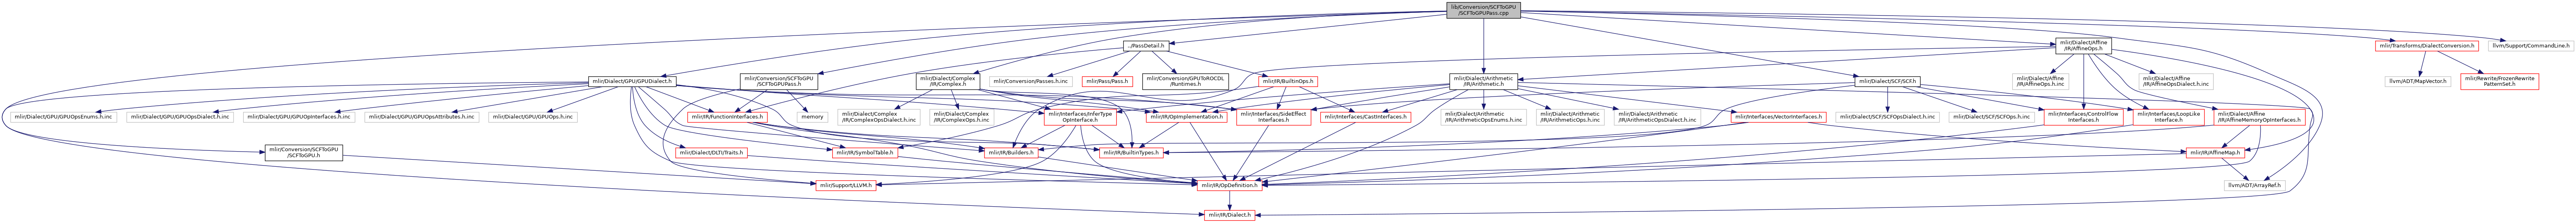 lib/Conversion/SCFToGPU
/SCFToGPUPass.cpp
../PassDetail.h
mlir/Dialect/Affine
/IR/AffineOps.h
mlir/Transforms/DialectConversion.h
llvm/Support/CommandLine.h
mlir/Dialect/GPU/GPUDialect.h
mlir/Conversion/SCFToGPU
/SCFToGPUPass.h
mlir/Dialect/Complex
/IR/Complex.h
mlir/Conversion/Passes.h.inc
mlir/Pass/Pass.h
mlir/Conversion/GPUToROCDL
/Runtimes.h
mlir/IR/BuiltinOps.h
mlir/Dialect/Arithmetic
/IR/Arithmetic.h
mlir/Dialect/SCF/SCF.h
mlir/Dialect/Affine
/IR/AffineOps.h.inc
mlir/Dialect/Affine
/IR/AffineOpsDialect.h.inc
llvm/ADT/MapVector.h
mlir/Rewrite/FrozenRewrite
PatternSet.h
mlir/Dialect/GPU/GPUOpsEnums.h.inc
mlir/Dialect/GPU/GPUOpsDialect.h.inc
mlir/Dialect/GPU/GPUOpInterfaces.h.inc
mlir/Dialect/GPU/GPUOpsAttributes.h.inc
mlir/Dialect/GPU/GPUOps.h.inc
mlir/IR/FunctionInterfaces.h
memory
mlir/Dialect/Complex
/IR/ComplexOpsDialect.h.inc
mlir/Dialect/Complex
/IR/ComplexOps.h.inc
mlir/Interfaces/InferType
OpInterface.h
mlir/IR/OpImplementation.h
mlir/Interfaces/SideEffect
Interfaces.h
mlir/Interfaces/CastInterfaces.h
mlir/Dialect/Arithmetic
/IR/ArithmeticOpsEnums.h.inc
mlir/Dialect/Arithmetic
/IR/ArithmeticOps.h.inc
mlir/Dialect/Arithmetic
/IR/ArithmeticOpsDialect.h.inc
mlir/Interfaces/VectorInterfaces.h
mlir/Dialect/SCF/SCFOpsDialect.h.inc
mlir/Dialect/SCF/SCFOps.h.inc
mlir/Interfaces/ControlFlow
Interfaces.h
mlir/Interfaces/LoopLike
Interface.h
mlir/Dialect/Affine
/IR/AffineMemoryOpInterfaces.h
mlir/Conversion/SCFToGPU
/SCFToGPU.h
mlir/Dialect/DLTI/Traits.h
mlir/IR/SymbolTable.h
mlir/IR/Builders.h
mlir/IR/BuiltinTypes.h
mlir/IR/AffineMap.h
mlir/Support/LLVM.h
mlir/IR/OpDefinition.h
llvm/ADT/ArrayRef.h
mlir/IR/Dialect.h